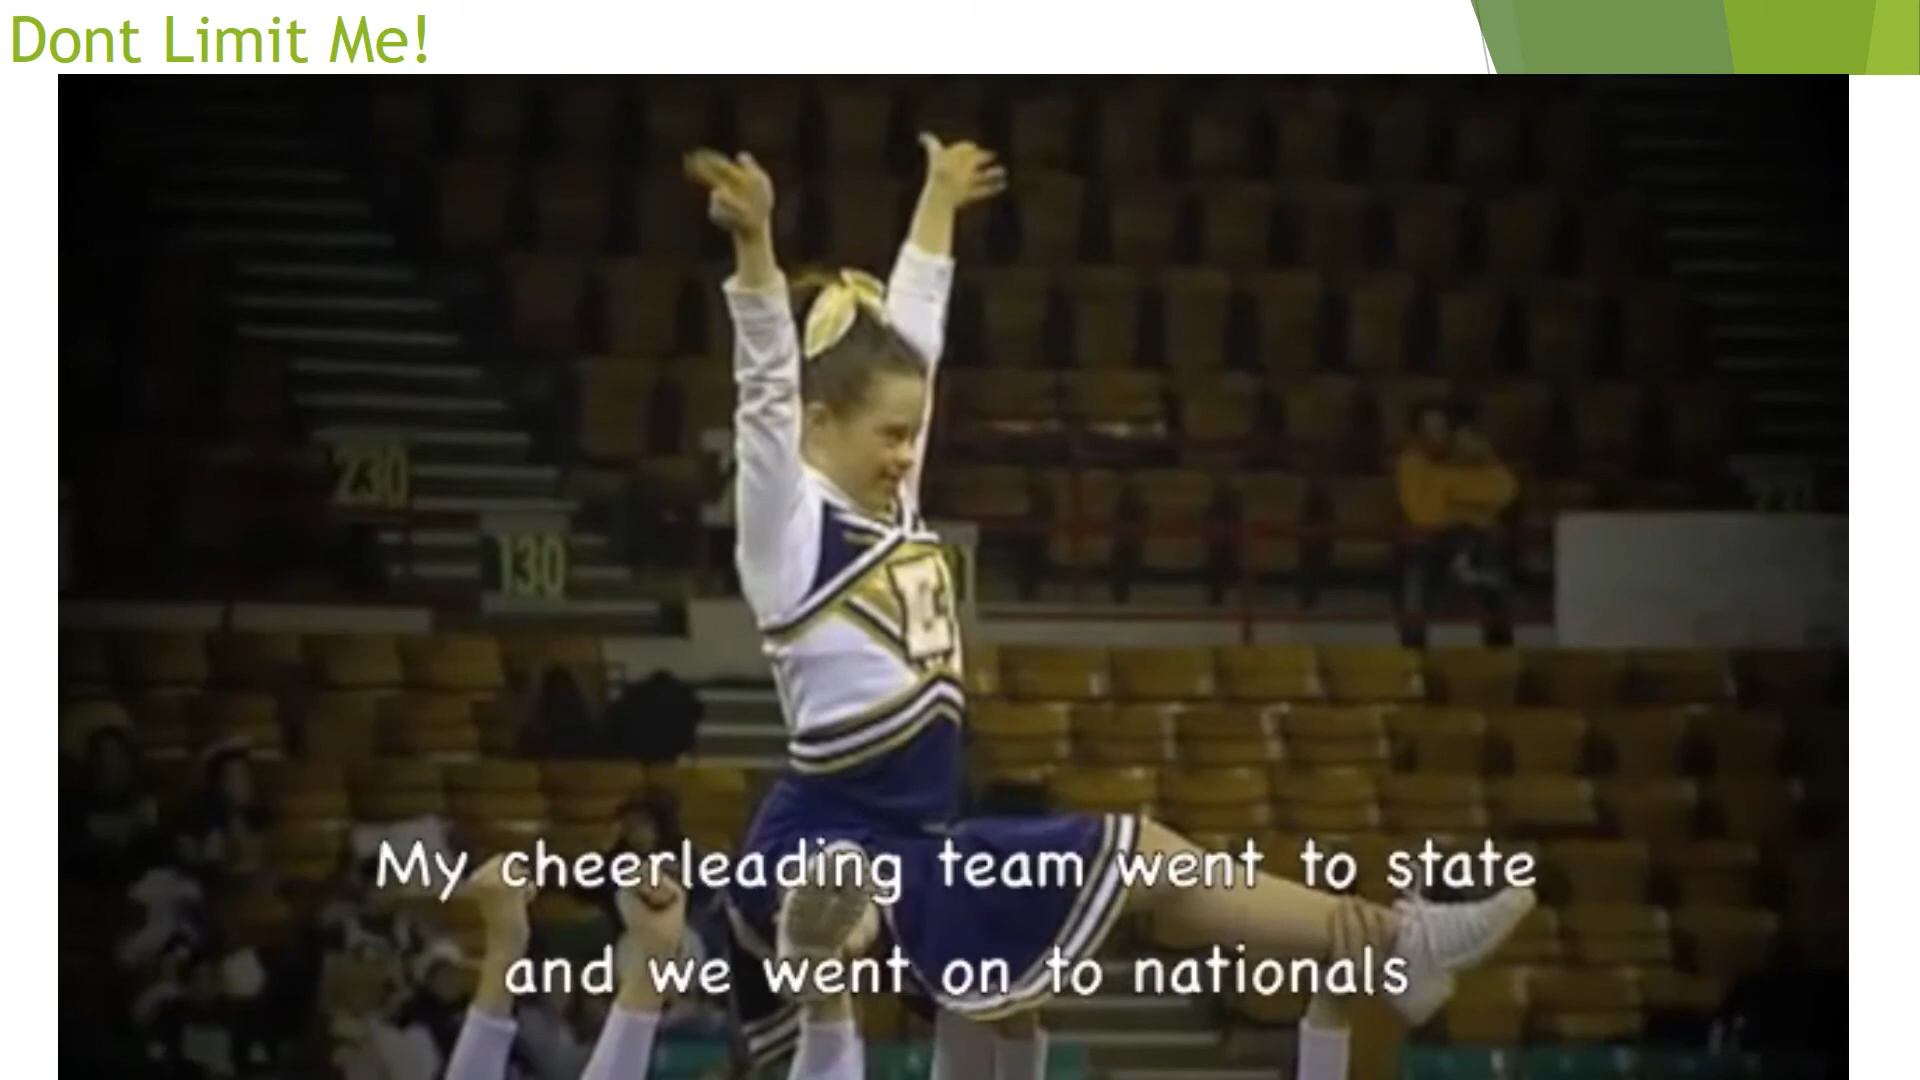 Dont Limit Me!
230
130
My cheerleading team went to state
and we went on to nationals